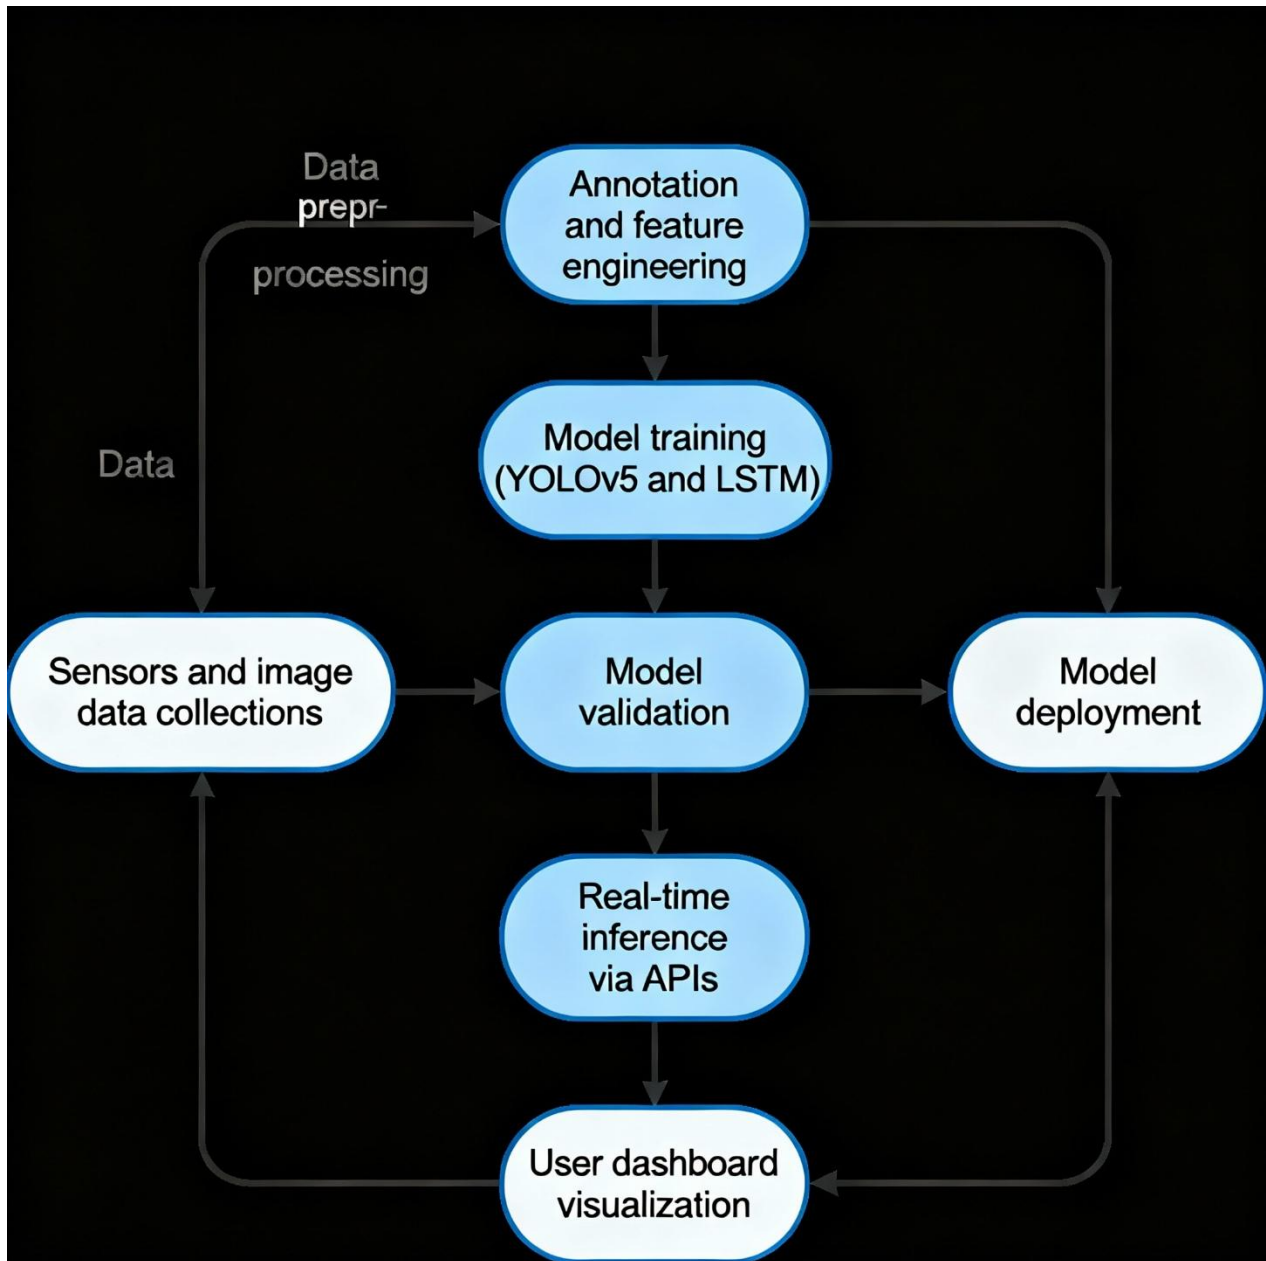 Data
prepr-
processing
Annotation
and feature
engineering
Model training
(YOLOv5 and LSTM)
Data
Sensors and image
data collections
Model
validation
Model
deployment
Real-time
inference
via APIs
User dashboard
visualization